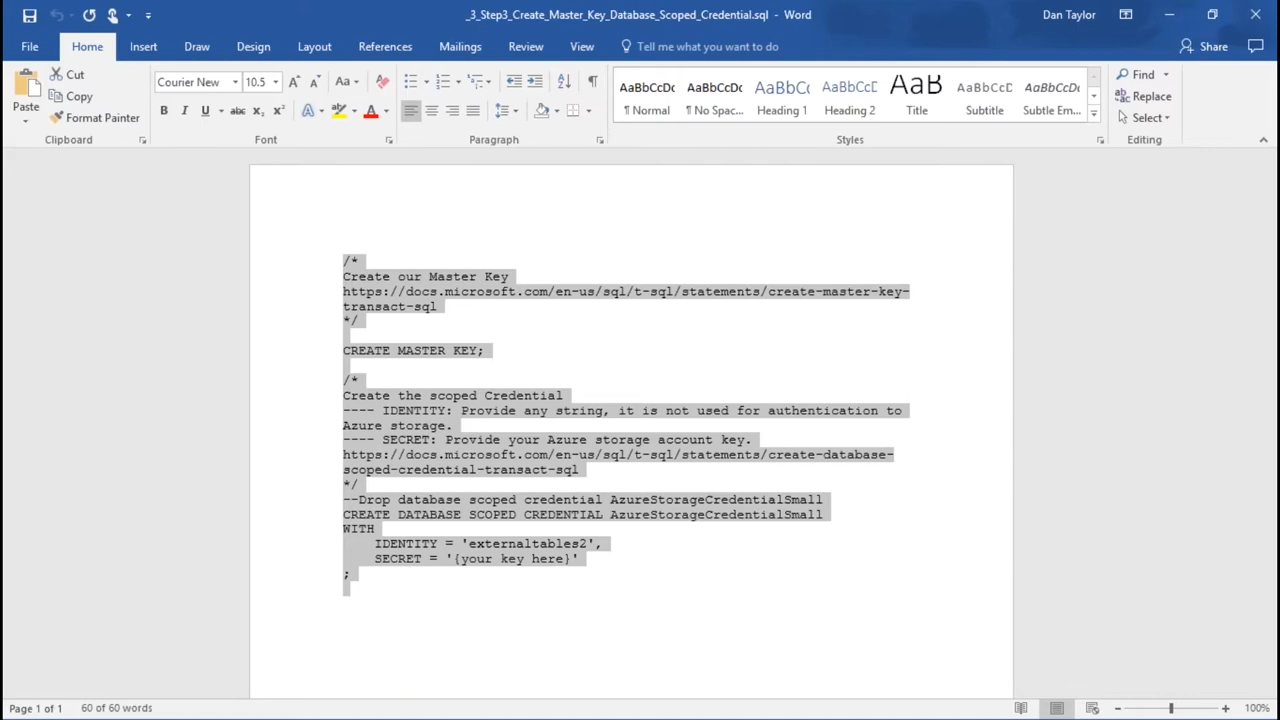 _3_Step3_Create_Master_Key_Database_Scoped_Credential.sql - Word
Dan Taylor
File Home Insert Draw Design Layout References Mailings Review View Tell me what you want to do Share
Paste
Cut
Copy
Format Painter
Clipboard
Courier New 10.5
Font
Paragraph
AaBbCcDc AaBbCcDc AaBbCc AaBbCcD AaB AaBbCcDd AaBbCcDd
¶ Normal ¶ No Spac... Heading 1 Heading 2 Title Subtitle Subtle Em...
Styles
Find
Replace
Select
Editing
/*
Create our Master Key
https://docs.microsoft.com/en-us/sql/t-sql/statements/create-master-key-
transact-sql
*/
CREATE MASTER KEY;
/*
Create the scoped Credential
---- IDENTITY: Provide any string, it is not used for authentication to
Azure storage.
---- SECRET: Provide your Azure storage account key.
https://docs.microsoft.com/en-us/sql/t-sql/statements/create-database-
scoped-credential-transact-sql
*/
--Drop database scoped credential AzureStorageCredentialSmall
CREATE DATABASE SCOPED CREDENTIAL AzureStorageCredentialSmall
WITH
IDENTITY = 'externaltables2',
SECRET = '{your key here}'
;
Page 1 of 1 60 of 60 words
100%